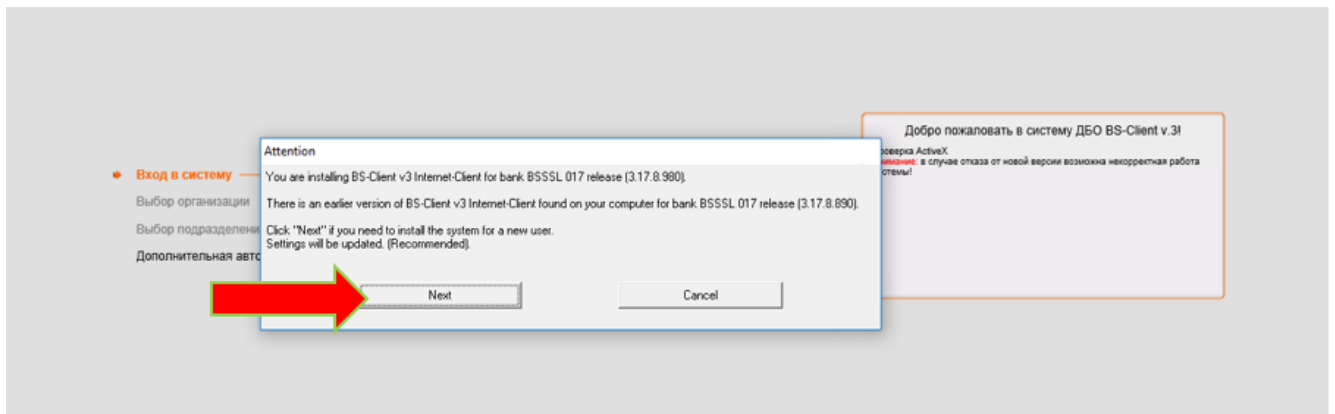 Добро пожаловать в систему ДБО BS-Client v.3!
Attention
роверка ActiveX
нимание: в случае отказа от новой версии возможна некорректная работа
стемы!
Вход в систему
You are installing BS-Client v3 Internet-Client for bank BSSSL 017 release (3.17.8.980).
Выбор организации
There is an earlier version of BS-Client v3 Internet-Client found on your computer for bank BSSSL 017 release (3.17.8.890).
Выбор подразделени
Click "Next" if you need to install the system for a new user.
Settings will be updated. (Recommended).
Дополнительная авто
Next
Cancel